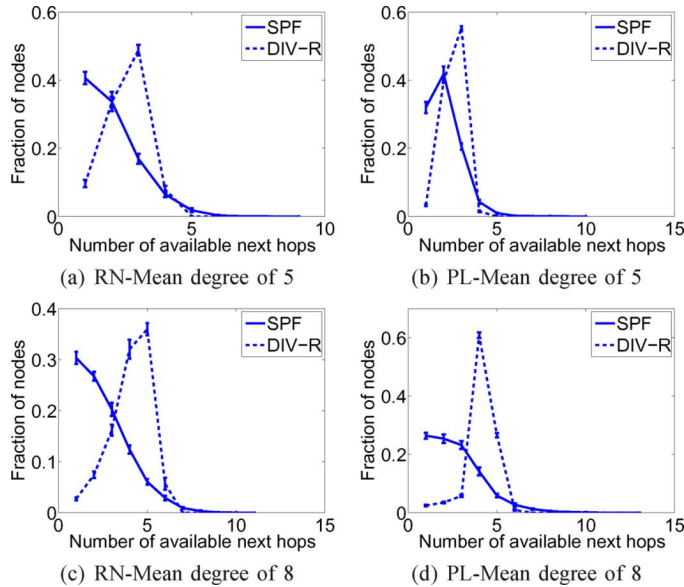 0.6
0.4
0.2
0
Fraction of nodes
SPF
DIV-R
0 5 10
Number of available next hops
(a) RN-Mean degree of 5
0.6
0.4
0.2
0
Fraction of nodes
SPF
DIV-R
0 5 10 15
Number of available next hops
(b) PL-Mean degree of 5
0.4
0.3
0.2
0.1
0
Fraction of nodes
SPF
DIV-R
0 5 10 15
Number of available next hops
(c) RN-Mean degree of 8
0.6
0.4
0.2
0
Fraction of nodes
SPF
DIV-R
0 5 10 15
Number of available next hops
(d) PL-Mean degree of 8